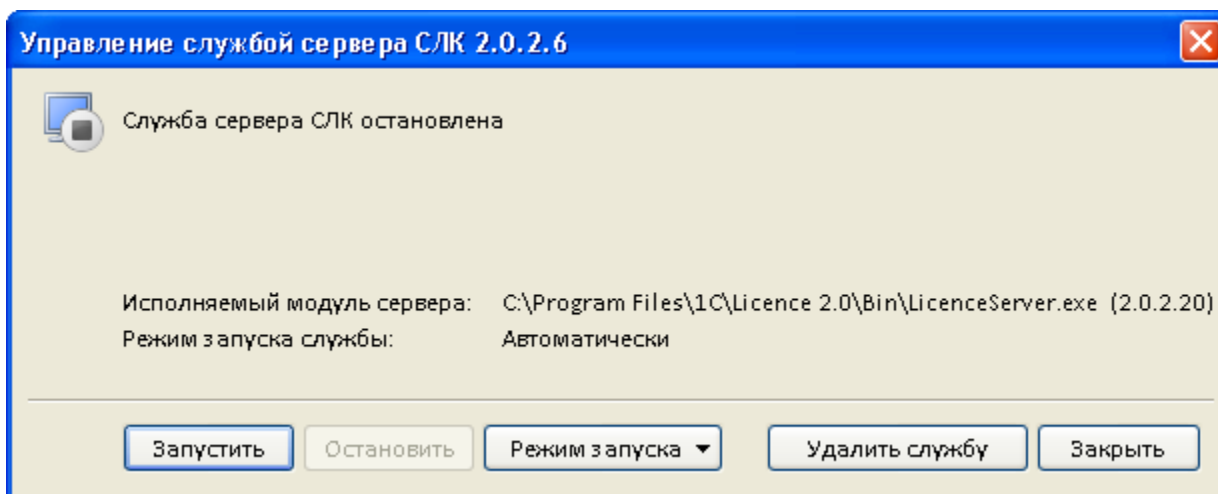 Управление службой сервера СЛК 2.0.2.6
Служба сервера СЛК остановлена
Исполняемый модуль сервера: C:\Program Files\1C\Licence 2.0\Bin\LicenceServer.exe (2.0.2.20)
Режим запуска службы: Автоматически
Запустить Остановить Режим запуска Удалить службу Закрыть